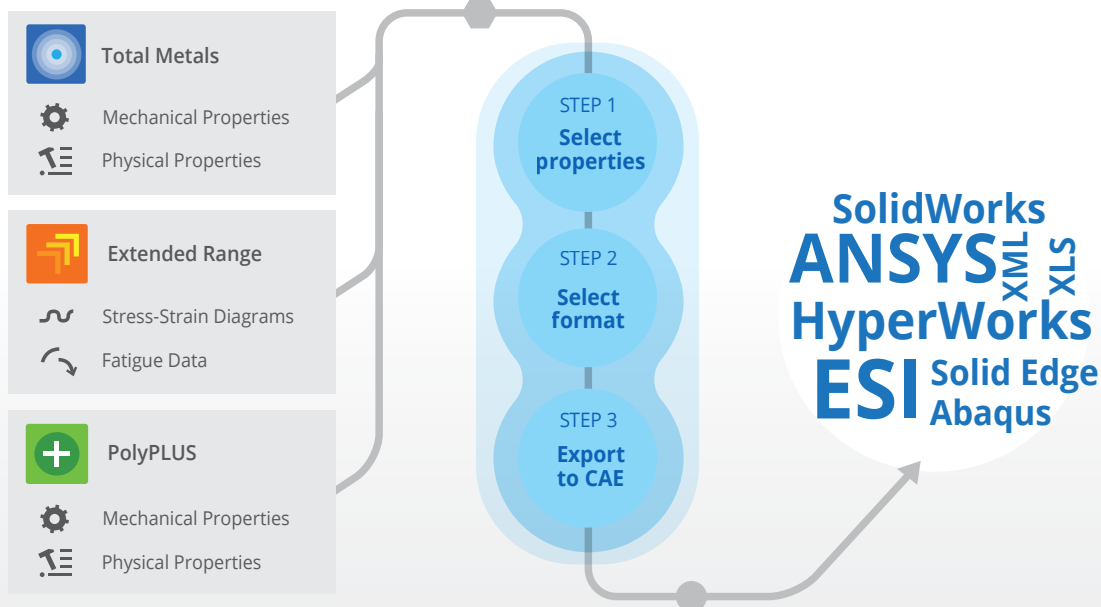 Total Metals
Mechanical Properties
Physical Properties
Extended Range
Stress-Strain Diagrams
Fatigue Data
PolyPLUS
Mechanical Properties
Physical Properties
STEP 1
Select
properties
STEP 2
Select
format
STEP 3
Export
to CAE
SolidWorks
ANSYS
XML
XLS
HyperWorks
ESI
Solid Edge
Abaqus